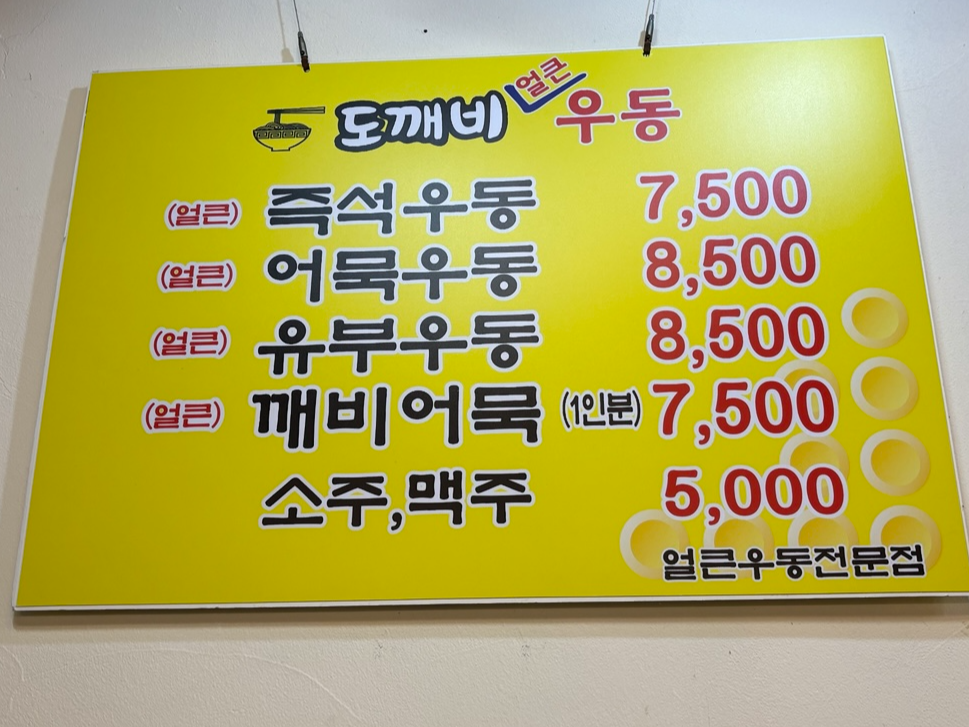 도깨비 얼큰 우동
(얼큰) 즉석우동 7,500
(얼큰) 어묵우동 8,500
(얼큰) 유부우동 8,500
(얼큰) 깨비어묵 (1인분) 7,500
소주,맥주 5,000
얼큰우동전문점